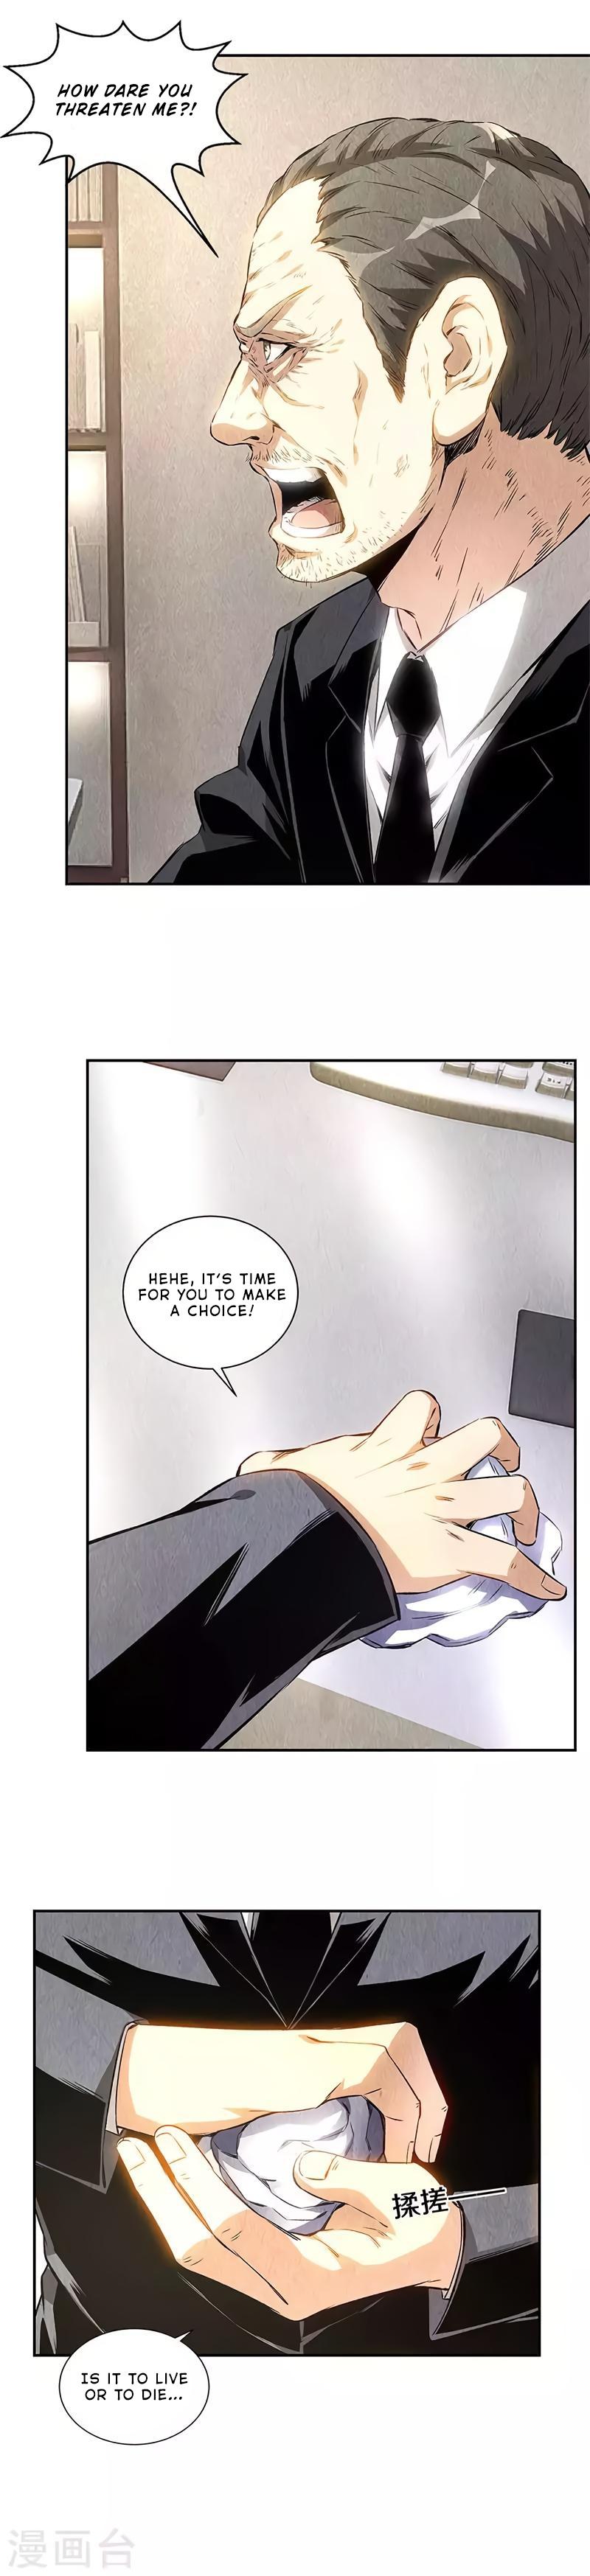 HOW DARE YOU
THREATEN ME?!
HEHE, IT'S TIME
FOR YOU TO MAKE
A CHOICE!
揉搓——
IS IT TO LIVE
OR TO DIE...
漫画台